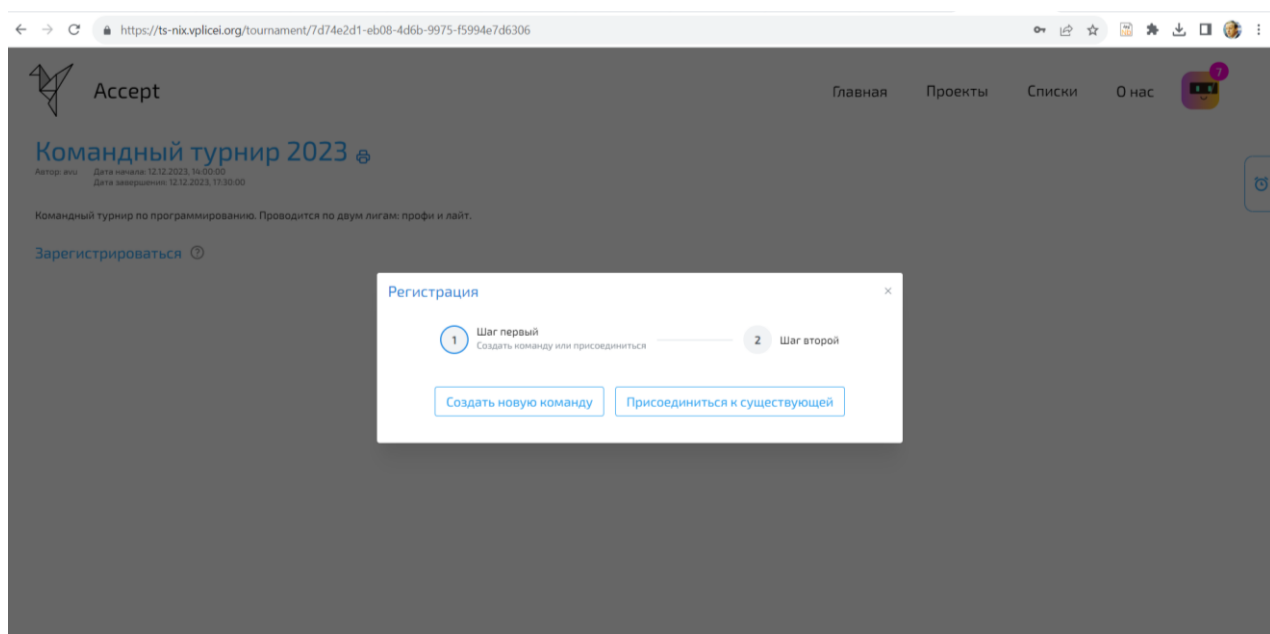 https://ts-nix.vplicei.org/tournament/7d74e2d1-eb08-4d6b-9975-f5994e7d6306
Accept
Главная Проекты Списки О нас 7
Командный турнир 2023
Автор: avu Дата начала: 12.12.2023, 14:00:00
Дата завершения: 12.12.2023, 17:30:00
Командный турнир по программированию. Проводится по двум лигам: профи и лайт.
Зарегистрироваться ?
Регистрация ×
1 Шаг первый 2 Шаг второй
Создать команду или присоединиться
Создать новую команду Присоединиться к существующей